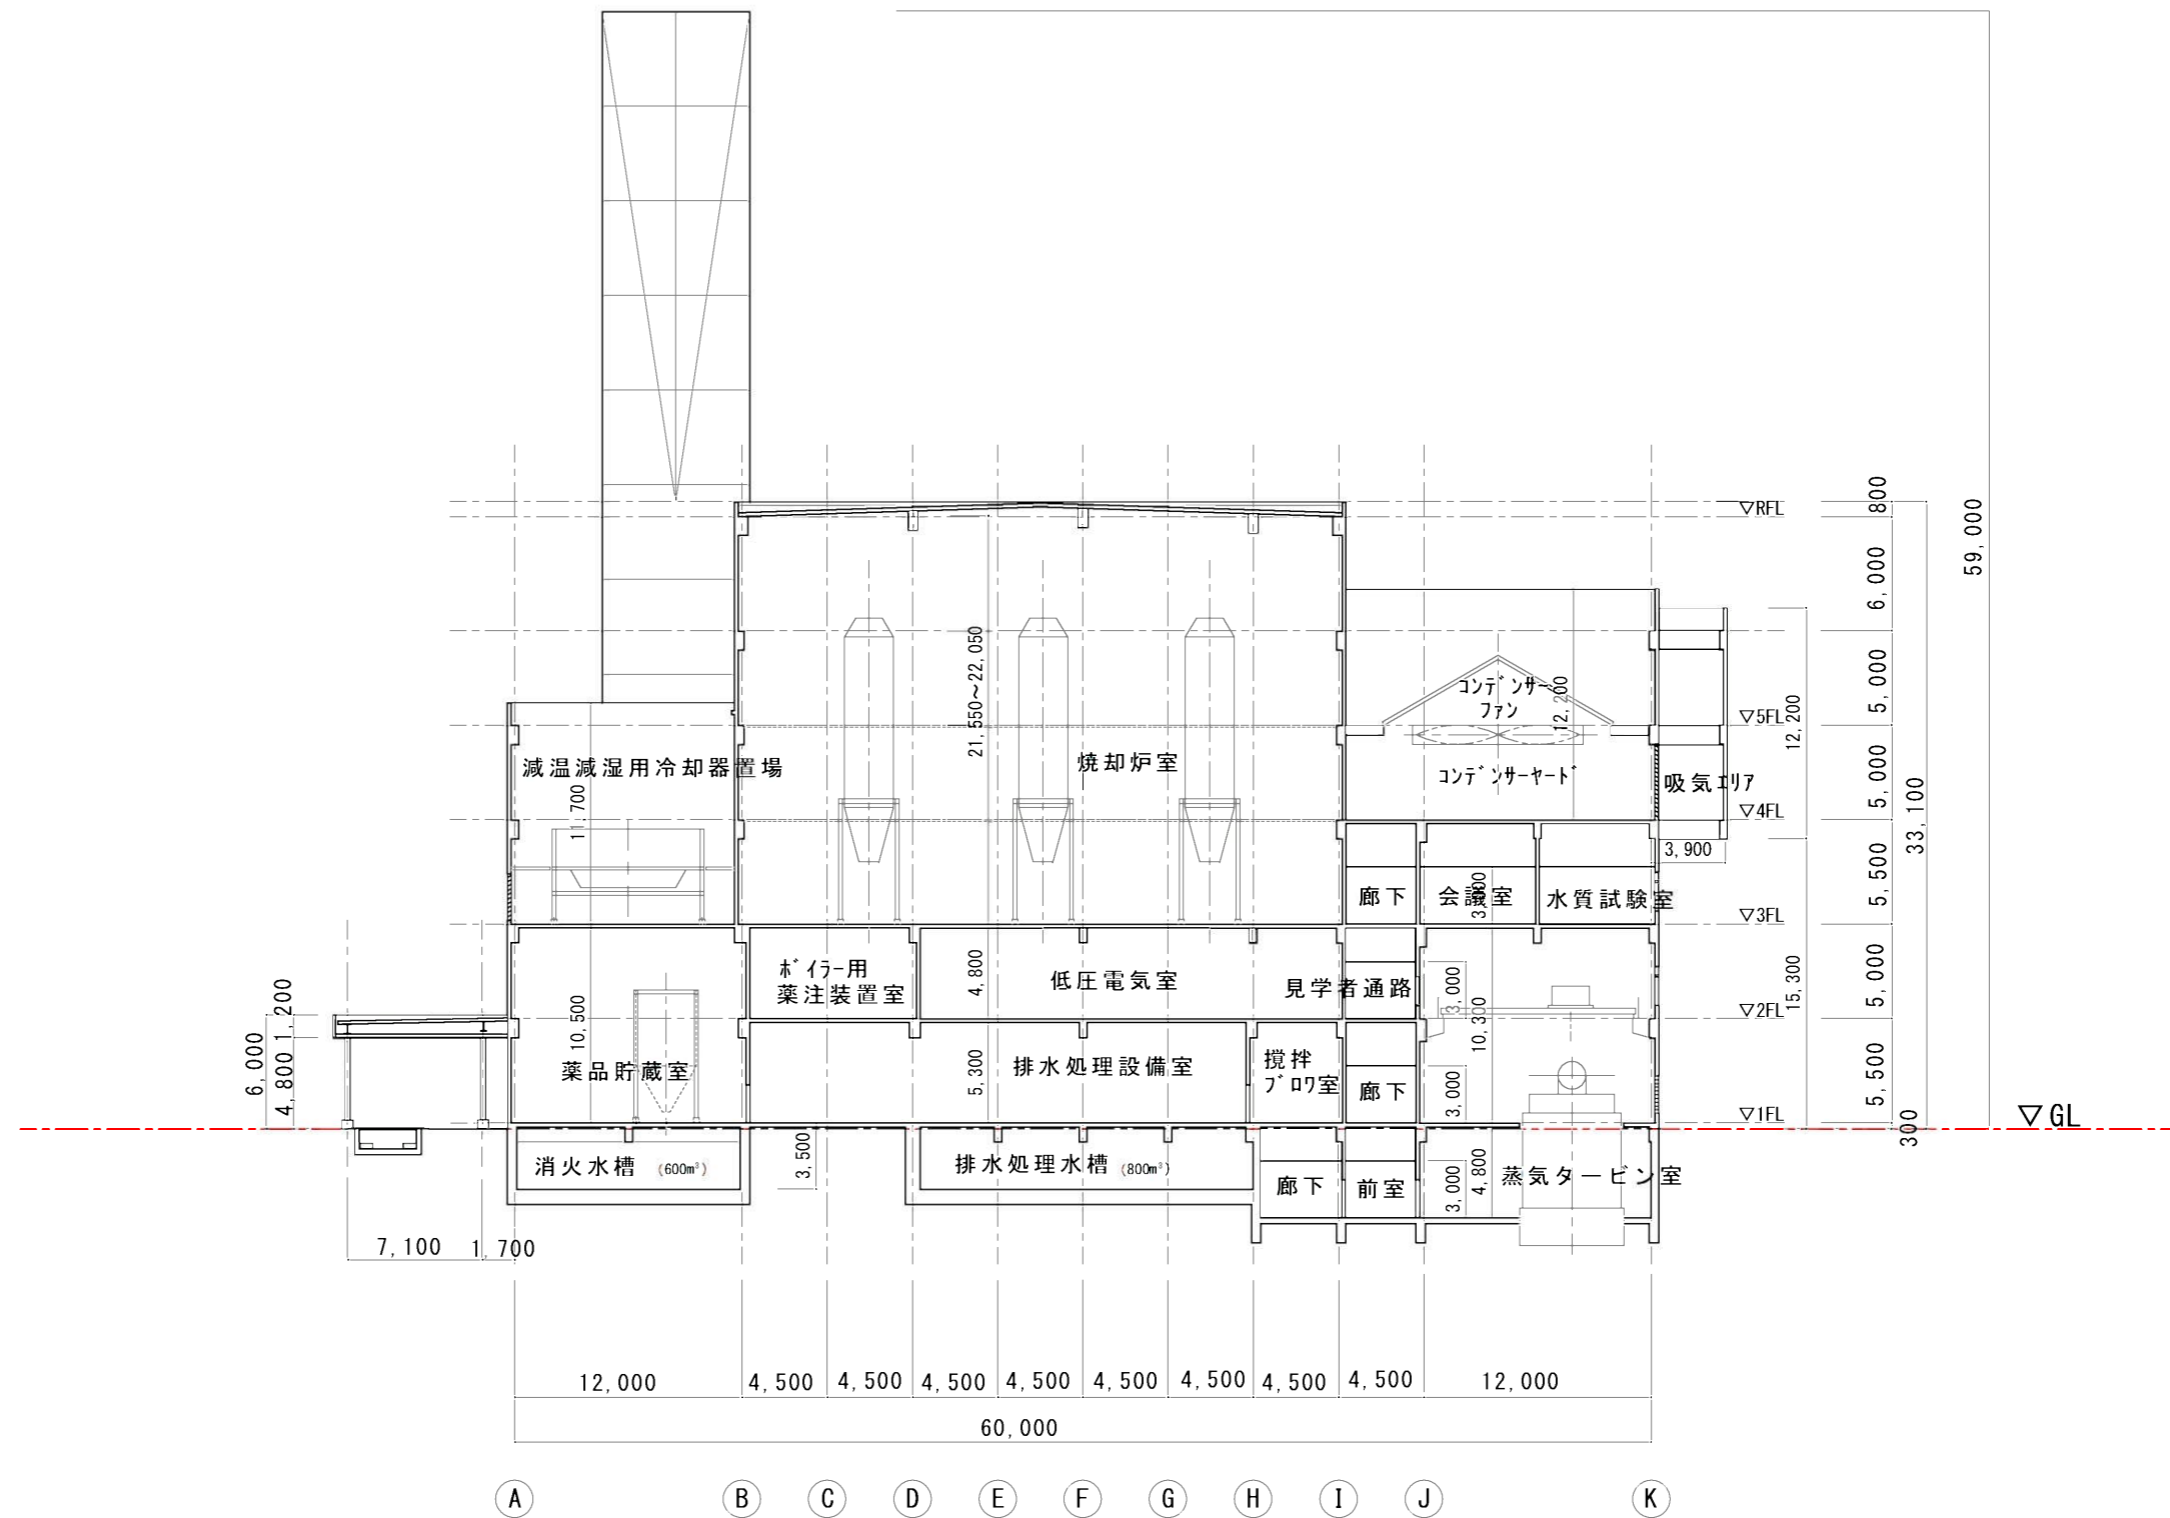 800
▽RFL
59,000
6,000
21,550~22,050
5,000
コンデンサー
ファン
12,200
▽5FL
12,200
減温減湿用冷却器置場
焼却炉室
コンデンサーヤード
吸気エリア
5,000
11,700
▽4FL
33,100
3,900
5,500
廊下
会議室
3,000
水質試験室
▽3FL
ボイラー用
薬注装置室
4,800
低圧電気室
見学者通路
3,000
5,000
15,300
1,200
▽2FL
10,500
10,300
6,000
4,800
薬品貯蔵室
5,300
排水処理設備室
撹拌
ブロワ室
廊下
3,000
5,500
▽1FL
300
▽GL
消火水槽 (600m³)
3,500
排水処理水槽 (800m³)
廊下
前室
3,000
4,800
蒸気タービン室
7,100
1,700
12,000
4,500
4,500
4,500
4,500
4,500
4,500
4,500
4,500
12,000
60,000
A
B
C
D
E
F
G
H
I
J
K